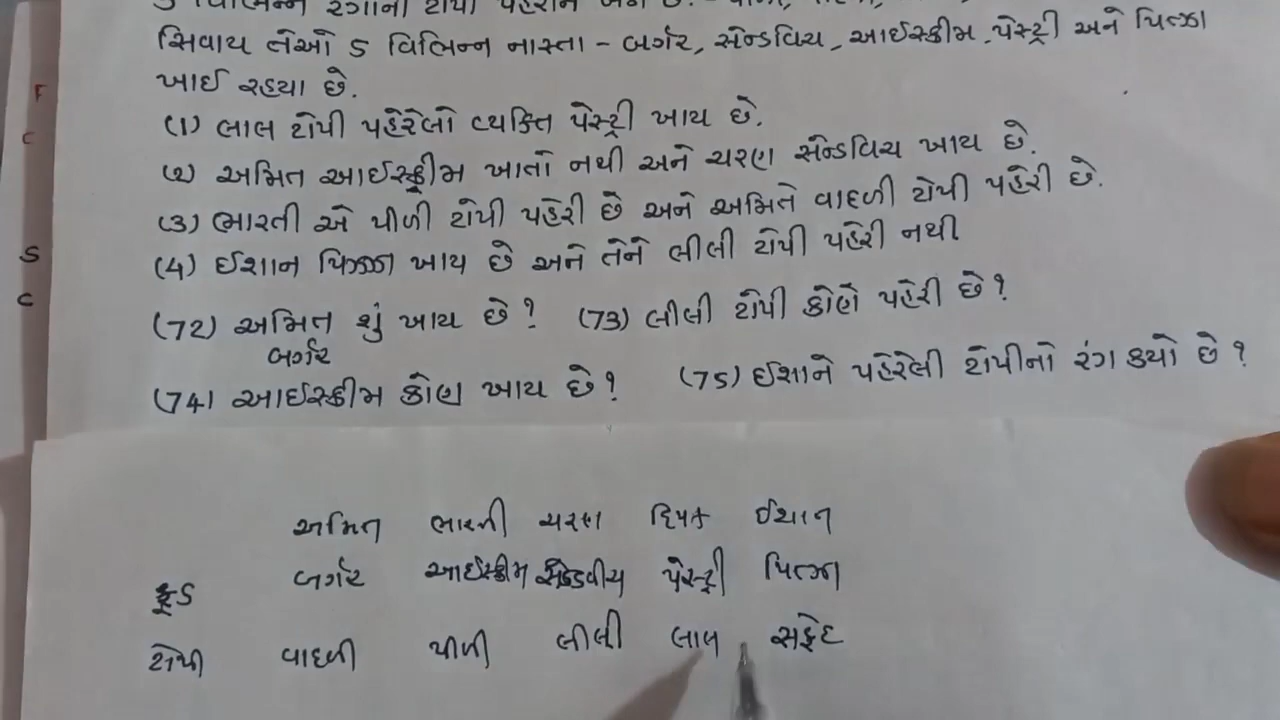 5 વિભિન્ન રંગોની ટોપી પહેરીને
સિવાય તેઓ 5 વિભિન્ન નાસ્તા - બર્ગર, સેન્ડવિચ, આઈસ્ક્રીમ, પેસ્ટ્રી અને પિત્ઝા
ખાઈ રહ્યા છે.
(1) લાલ ટોપી પહેરેલો વ્યક્તિ પેસ્ટ્રી ખાય છે.
(2) અમિત આઈસ્ક્રીમ ખાતો નથી અને ચરણ સેન્ડવિચ ખાય છે.
(3) ભારતી એ પીળી ટોપી પહેરી છે અને અમિતે વાદળી ટોપી પહેરી છે.
(4) ઈશાન પિઝ્ઝા ખાય છે અને તેને લીલી ટોપી પહેરી નથી
(72) અમિત શું ખાય છે? (73) લીલી ટોપી કોણે પહેરી છે?
બર્ગર
(74) આઈસ્ક્રીમ કોણ ખાય છે? (75) ઈશાને પહેરેલી ટોપીનો રંગ કયો છે?
F
C
S
C
અમિત ભારતી ચરણ દિપક ઈશાન
ફૂડ બર્ગર આઈસ્ક્રીમ સેન્ડવીચ પેસ્ટ્રી પિત્ઝા
ટોપી વાદળી પીળી લીલી લાલ સફેદ